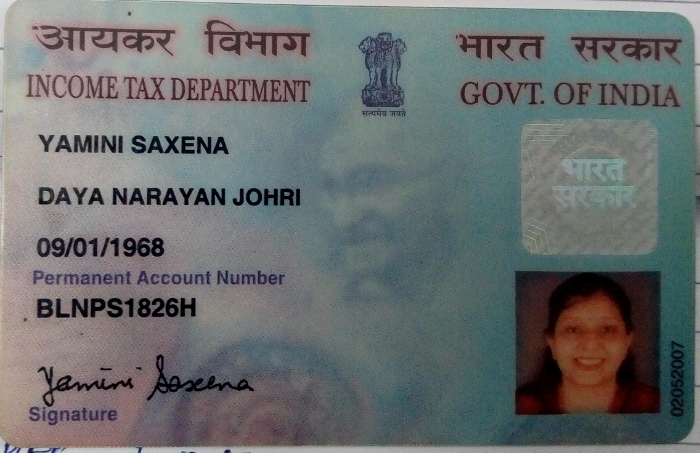 आयकर विभाग भारत सरकार
INCOME TAX DEPARTMENT GOVT. OF INDIA
सत्यमेव जयते
YAMINI SAXENA
DAYA NARAYAN JOHRI
भारत
सरकार
09/01/1968
Permanent Account Number
BLNPS1826H
Yamini Saxena
Signature
02052007